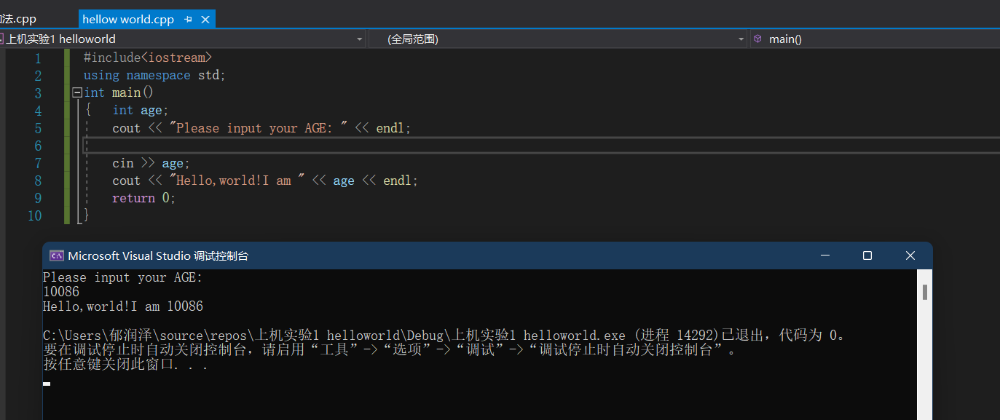 法.cpp
hellow world.cpp
上机实验1 helloworld
(全局范围)
main()
1 #include<iostream>
2 using namespace std;
3 int main()
4 { int age;
5 cout << "Please input your AGE: " << endl;
6
7 cin >> age;
8 cout << "Hello,world!I am " << age << endl;
9 return 0;
10 }
Microsoft Visual Studio 调试控制台
Please input your AGE:
10086
Hello,world!I am 10086
C:\Users\郁润泽\source\repos\上机实验1 helloworld\Debug\上机实验1 helloworld.exe (进程 14292)已退出，代码为 0。
要在调试停止时自动关闭控制台，请启用“工具”->“选项”->“调试”->“调试停止时自动关闭控制台”。
按任意键关闭此窗口. . .